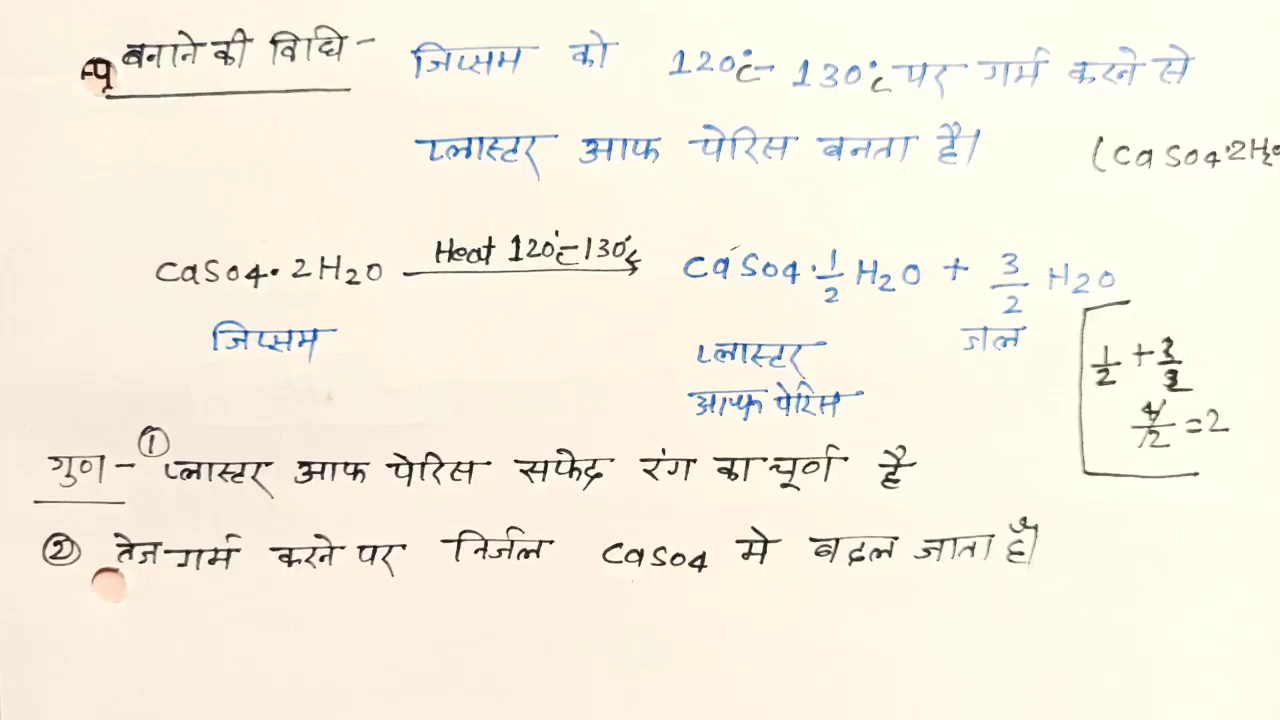 बनाने की विधि -
जिप्सम को 120°c - 130°c पर गर्म करने से
प्लास्टर आफ पेरिस बनता है।
(CaSO4·2H2O
CaSO4·2H2O Heat 120°c-130°c → CaSO4·1/2 H2O + 3/2 H2O
जिप्सम
प्लास्टर
आफ पेरिस
जल
1/2 + 3/2
4/2 = 2
गुण - ① प्लास्टर आफ पेरिस सफेद रंग का चूर्ण है
② तेज गर्म करने पर निर्जल CaSO4 मे बदल जाता है।